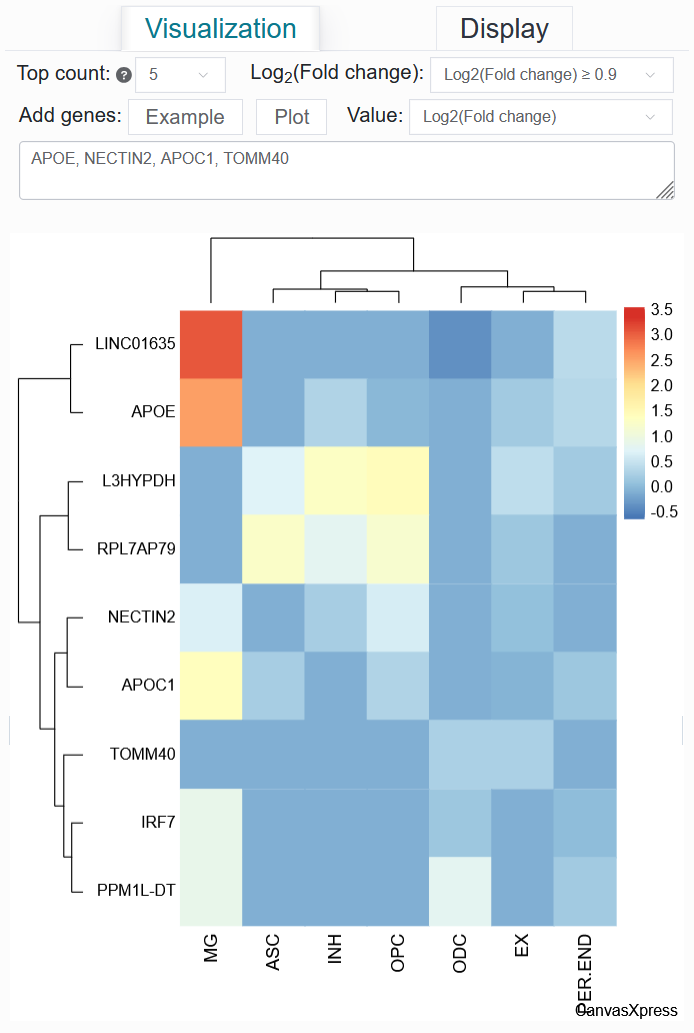 Visualization Display
Top count: ? 5 Log2(Fold change): Log2(Fold change) ≥ 0.9
Add genes: Example Plot Value: Log2(Fold change)
APOE, NECTIN2, APOC1, TOMM40
LINC01635
APOE
L3HYPDH
RPL7AP79
NECTIN2
APOC1
TOMM40
IRF7
PPM1L-DT
3.5
3.0
2.5
2.0
1.5
1.0
0.5
0.0
-0.5
MG ASC INH OPC ODC EX PER.END
CanvasXpress